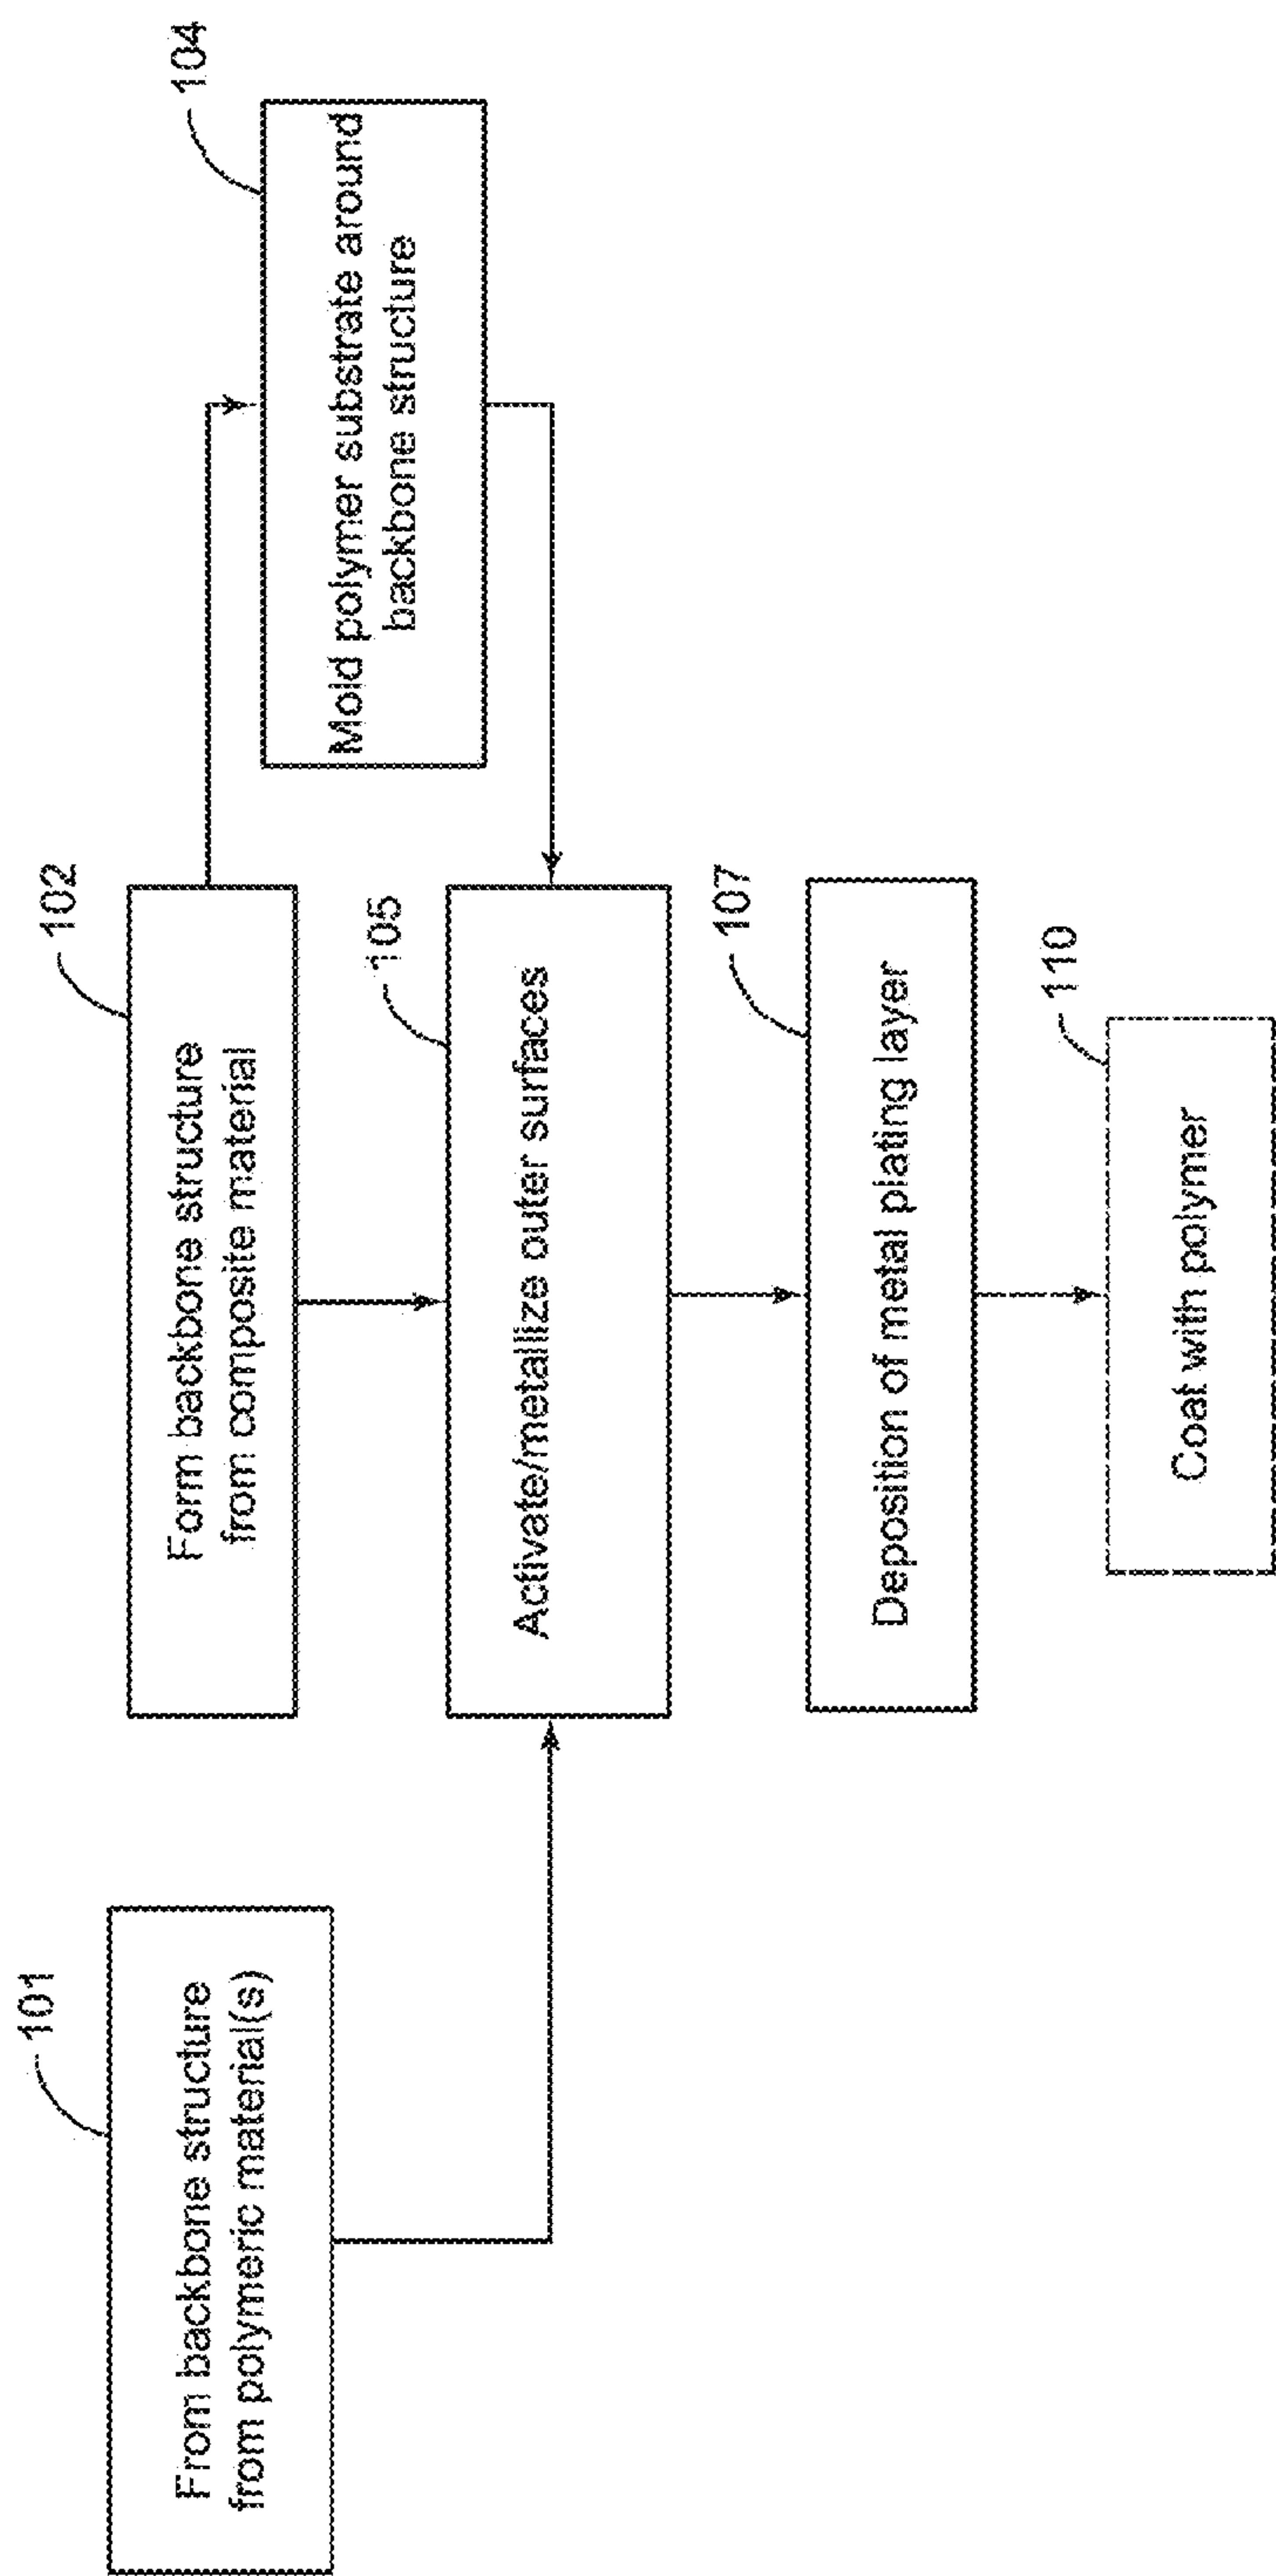 101
From backbone structure
from polymeric material(s)
102
Form backbone structure
from composite material
104
Mold polymer substrate around
backbone structure
105
Activate/metallize outer surfaces
107
Deposition of metal plating layer
110
Coat with polymer